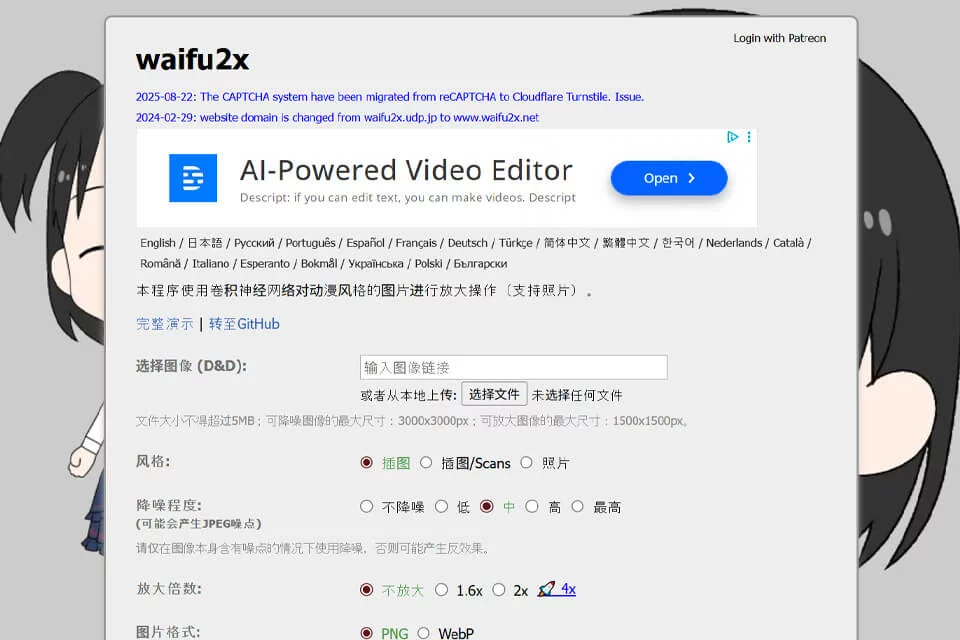 Login with Patreon
waifu2x
2025-08-22: The CAPTCHA system have been migrated from reCAPTCHA to Cloudflare Turnstile. Issue.
2024-02-29: website domain is changed from waifu2x.udp.jp to www.waifu2x.net
AI-Powered Video Editor
Descript: if you can edit text, you can make videos. Descript
Open
English / 日本語 / Русский / Português / Español / Français / Deutsch / Türkçe / 简体中文 / 繁體中文 / 한국어 / Nederlands / Català /
Română / Italiano / Esperanto / Bokmål / Українська / Polski / Български
本程序使用卷积神经网络对动漫风格的图片进行放大操作（支持照片）。
完整演示 | 转至GitHub
选择图像 (D&D):
输入图像链接
或者从本地上传: 选择文件 未选择任何文件
文件大小不得超过5MB；可降噪图像的最大尺寸：3000x3000px；可放大图像的最大尺寸：1500x1500px。
风格:
插图 插图/Scans 照片
降噪程度:
(可能会产生JPEG噪点)
不降噪 低 中 高 最高
请仅在图像本身含有噪点的情况下使用降噪，否则可能产生反效果。
放大倍数:
不放大 1.6x 2x 4x
图片格式:
PNG WebP